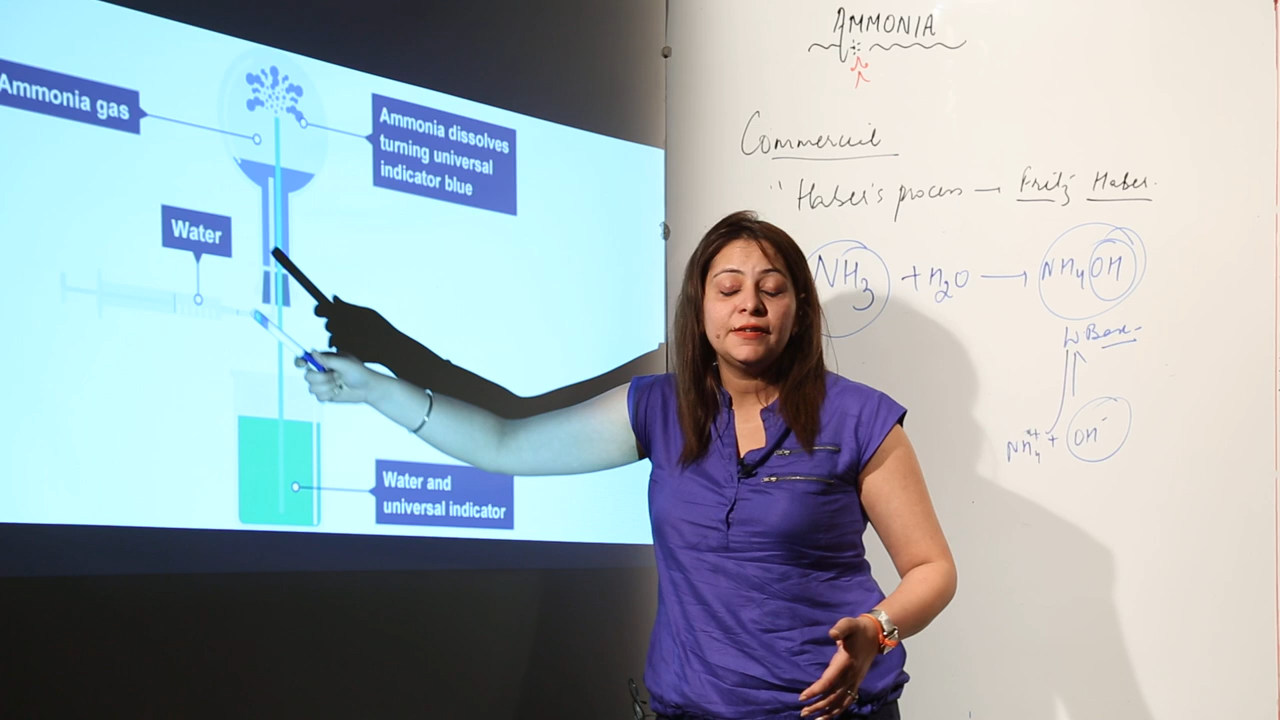 Ammonia gas
Ammonia dissolves
turning universal
indicator blue
Water
Water and
universal indicator
AMMONIA
Commercial
" Haber's process → Fritz Haber.
NH₃ + H₂O → NH₄OH
W Base
NH₄⁺ + OH⁻